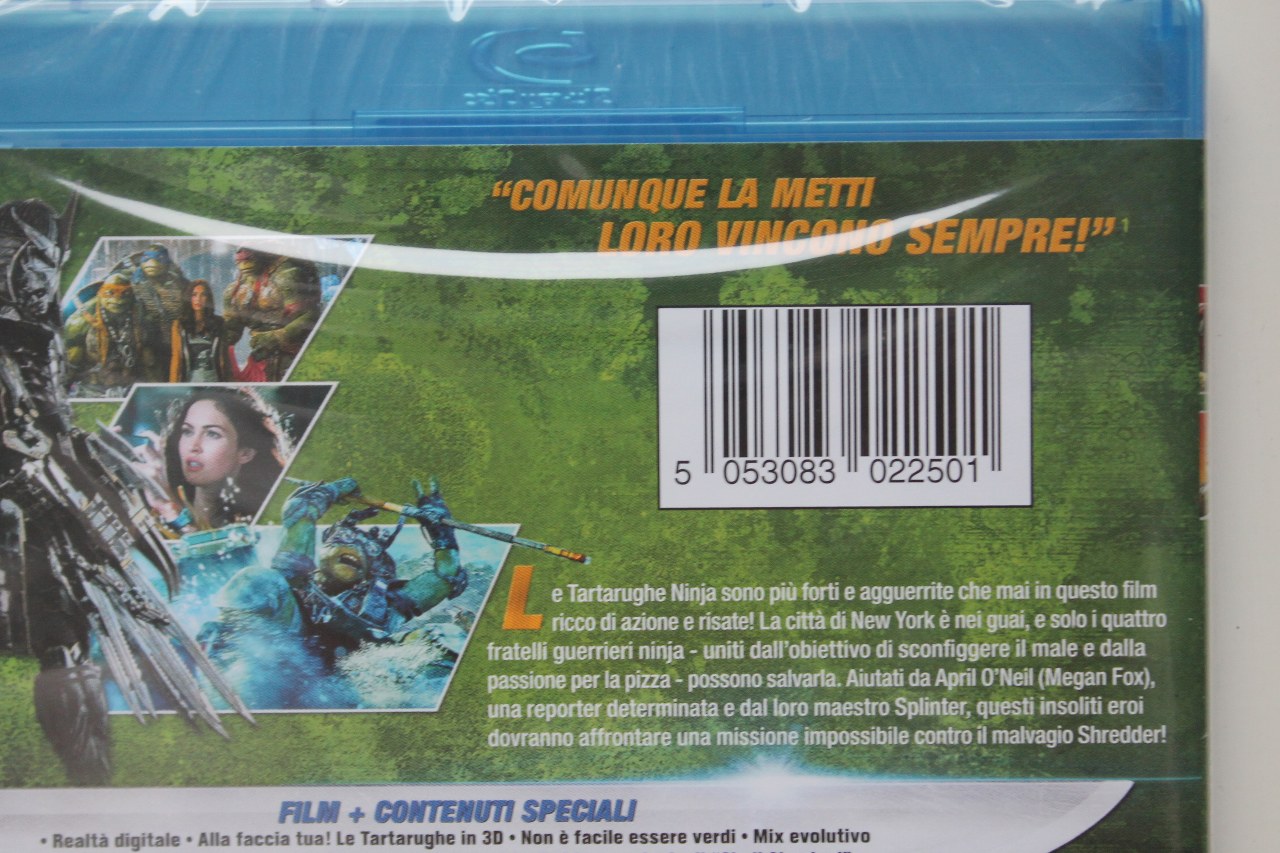 “COMUNQUE LA METTI
LORO VINCONO SEMPRE!”1
5 053083 022501
Le Tartarughe Ninja sono più forti e agguerrite che mai in questo film
ricco di azione e risate! La città di New York è nei guai, e solo i quattro
fratelli guerrieri ninja - uniti dall’obiettivo di sconfiggere il male e dalla
passione per la pizza - possono salvarla. Aiutati da April O’Neil (Megan Fox),
una reporter determinata e dal loro maestro Splinter, questi insoliti eroi
dovranno affrontare una missione impossibile contro il malvagio Shredder!
FILM + CONTENUTI SPECIALI
• Realtà digitale • Alla faccia tua! Le Tartarughe in 3D • Non è facile essere verdi • Mix evolutivo